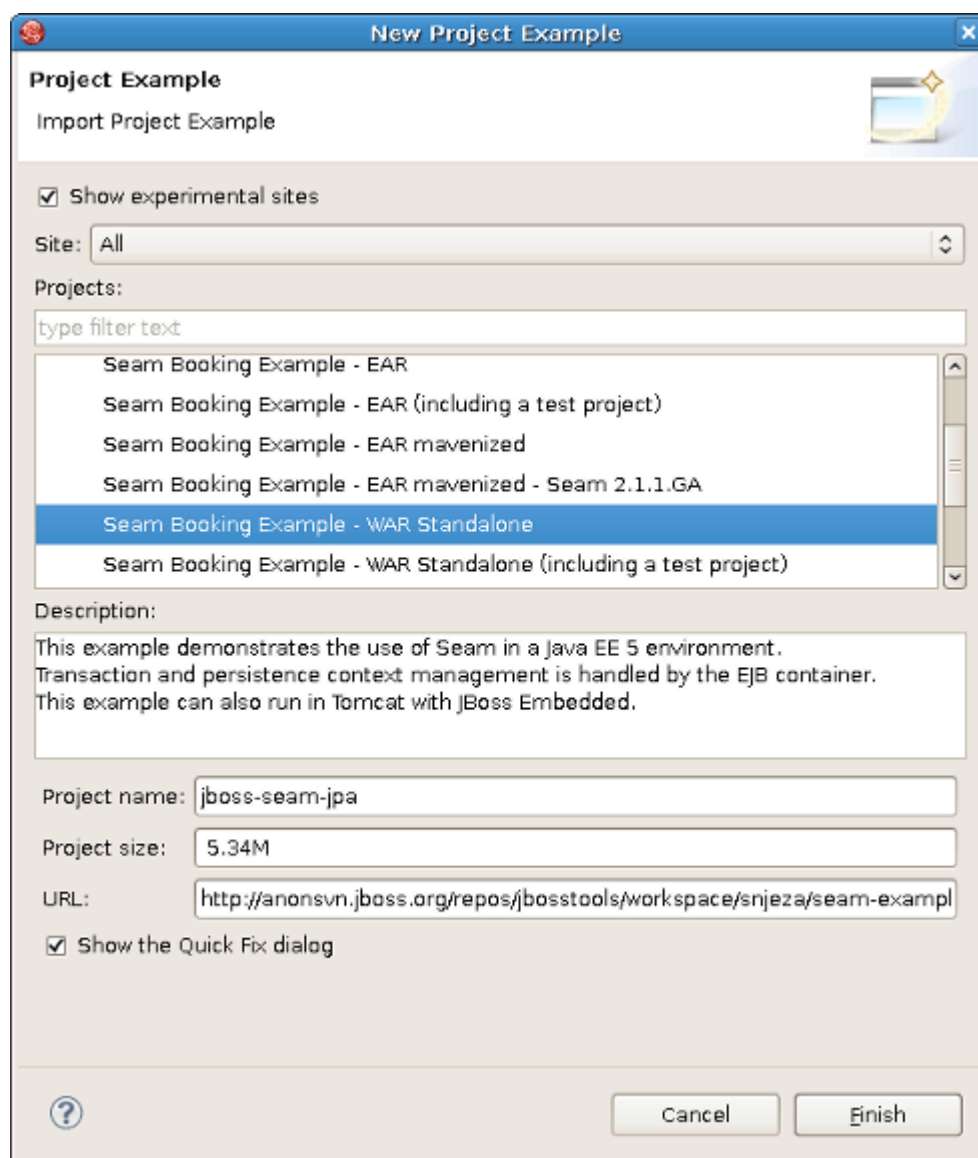 New Project Example
Project Example
Import Project Example
Show experimental sites
Site: All
Projects:
type filter text
Seam Booking Example - EAR
Seam Booking Example - EAR (including a test project)
Seam Booking Example - EAR mavenized
Seam Booking Example - EAR mavenized - Seam 2.1.1.GA
Seam Booking Example - WAR Standalone
Seam Booking Example - WAR Standalone (including a test project)
Description:
This example demonstrates the use of Seam in a Java EE 5 environment.
Transaction and persistence context management is handled by the EJB container.
This example can also run in Tomcat with JBoss Embedded.
Project name: jboss-seam-jpa
Project size: 5.34M
URL: http://anonsvn.jboss.org/repos/jbosstools/workspace/snjeza/seam-exampl
Show the Quick Fix dialog
? Cancel Finish